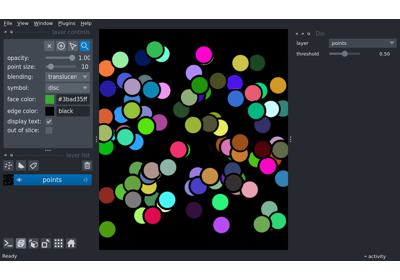 File View Window Plugins Help
layer controls
opacity: 1.00
point size: 10
blending: translucen
symbol: disc
face color: #3bad35ff
edge color: black
display text:
out of slice:
layer list
points
layer points
threshold 0.50
Ready
activity